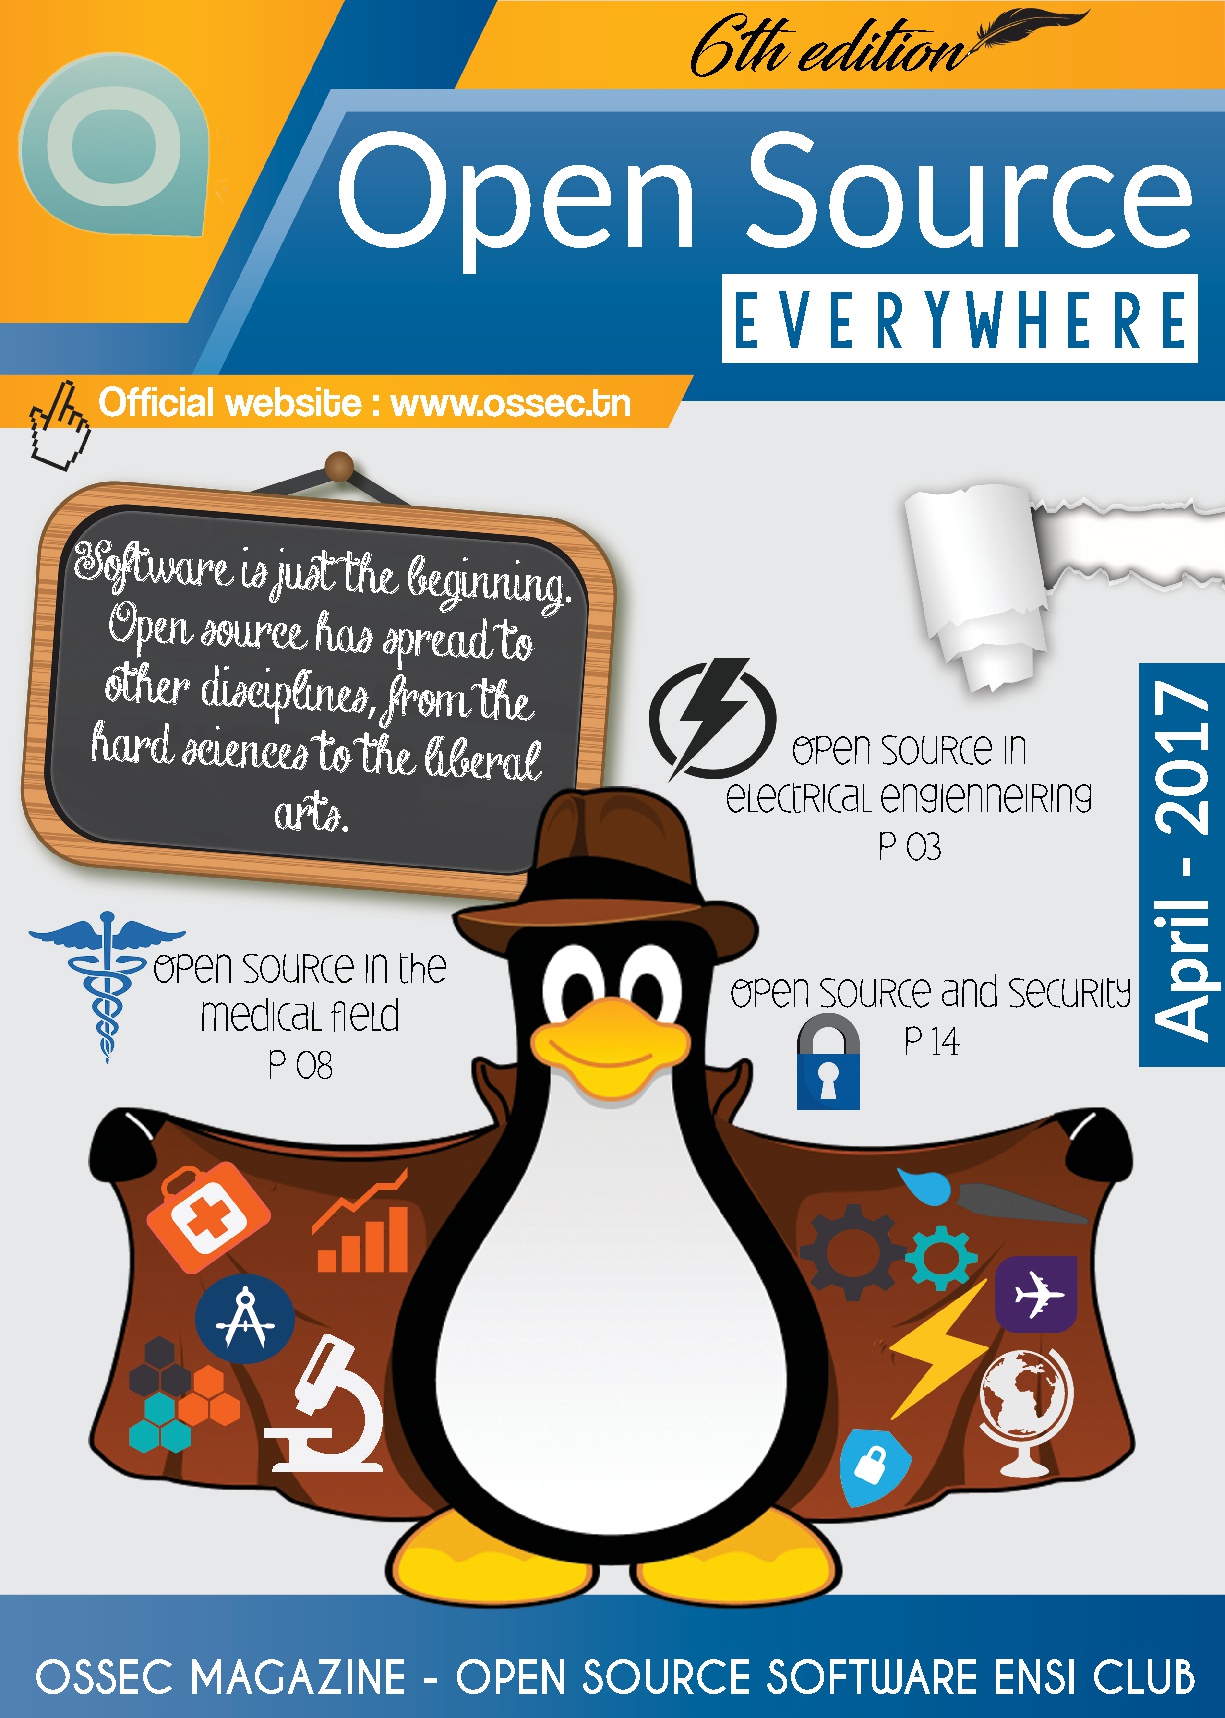 6th edition
Open Source
EVERYWHERE
Official website : www.ossec.tn
Software is just the beginning.
Open source has spread to
other disciplines, from the
hard sciences to the liberal
arts.
open source in
electrical engienneiring
P 03
April - 2017
open source in the
medical field
P 08
open source and security
P 14
OSSEC MAGAZINE - OPEN SOURCE SOFTWARE ENSI CLUB